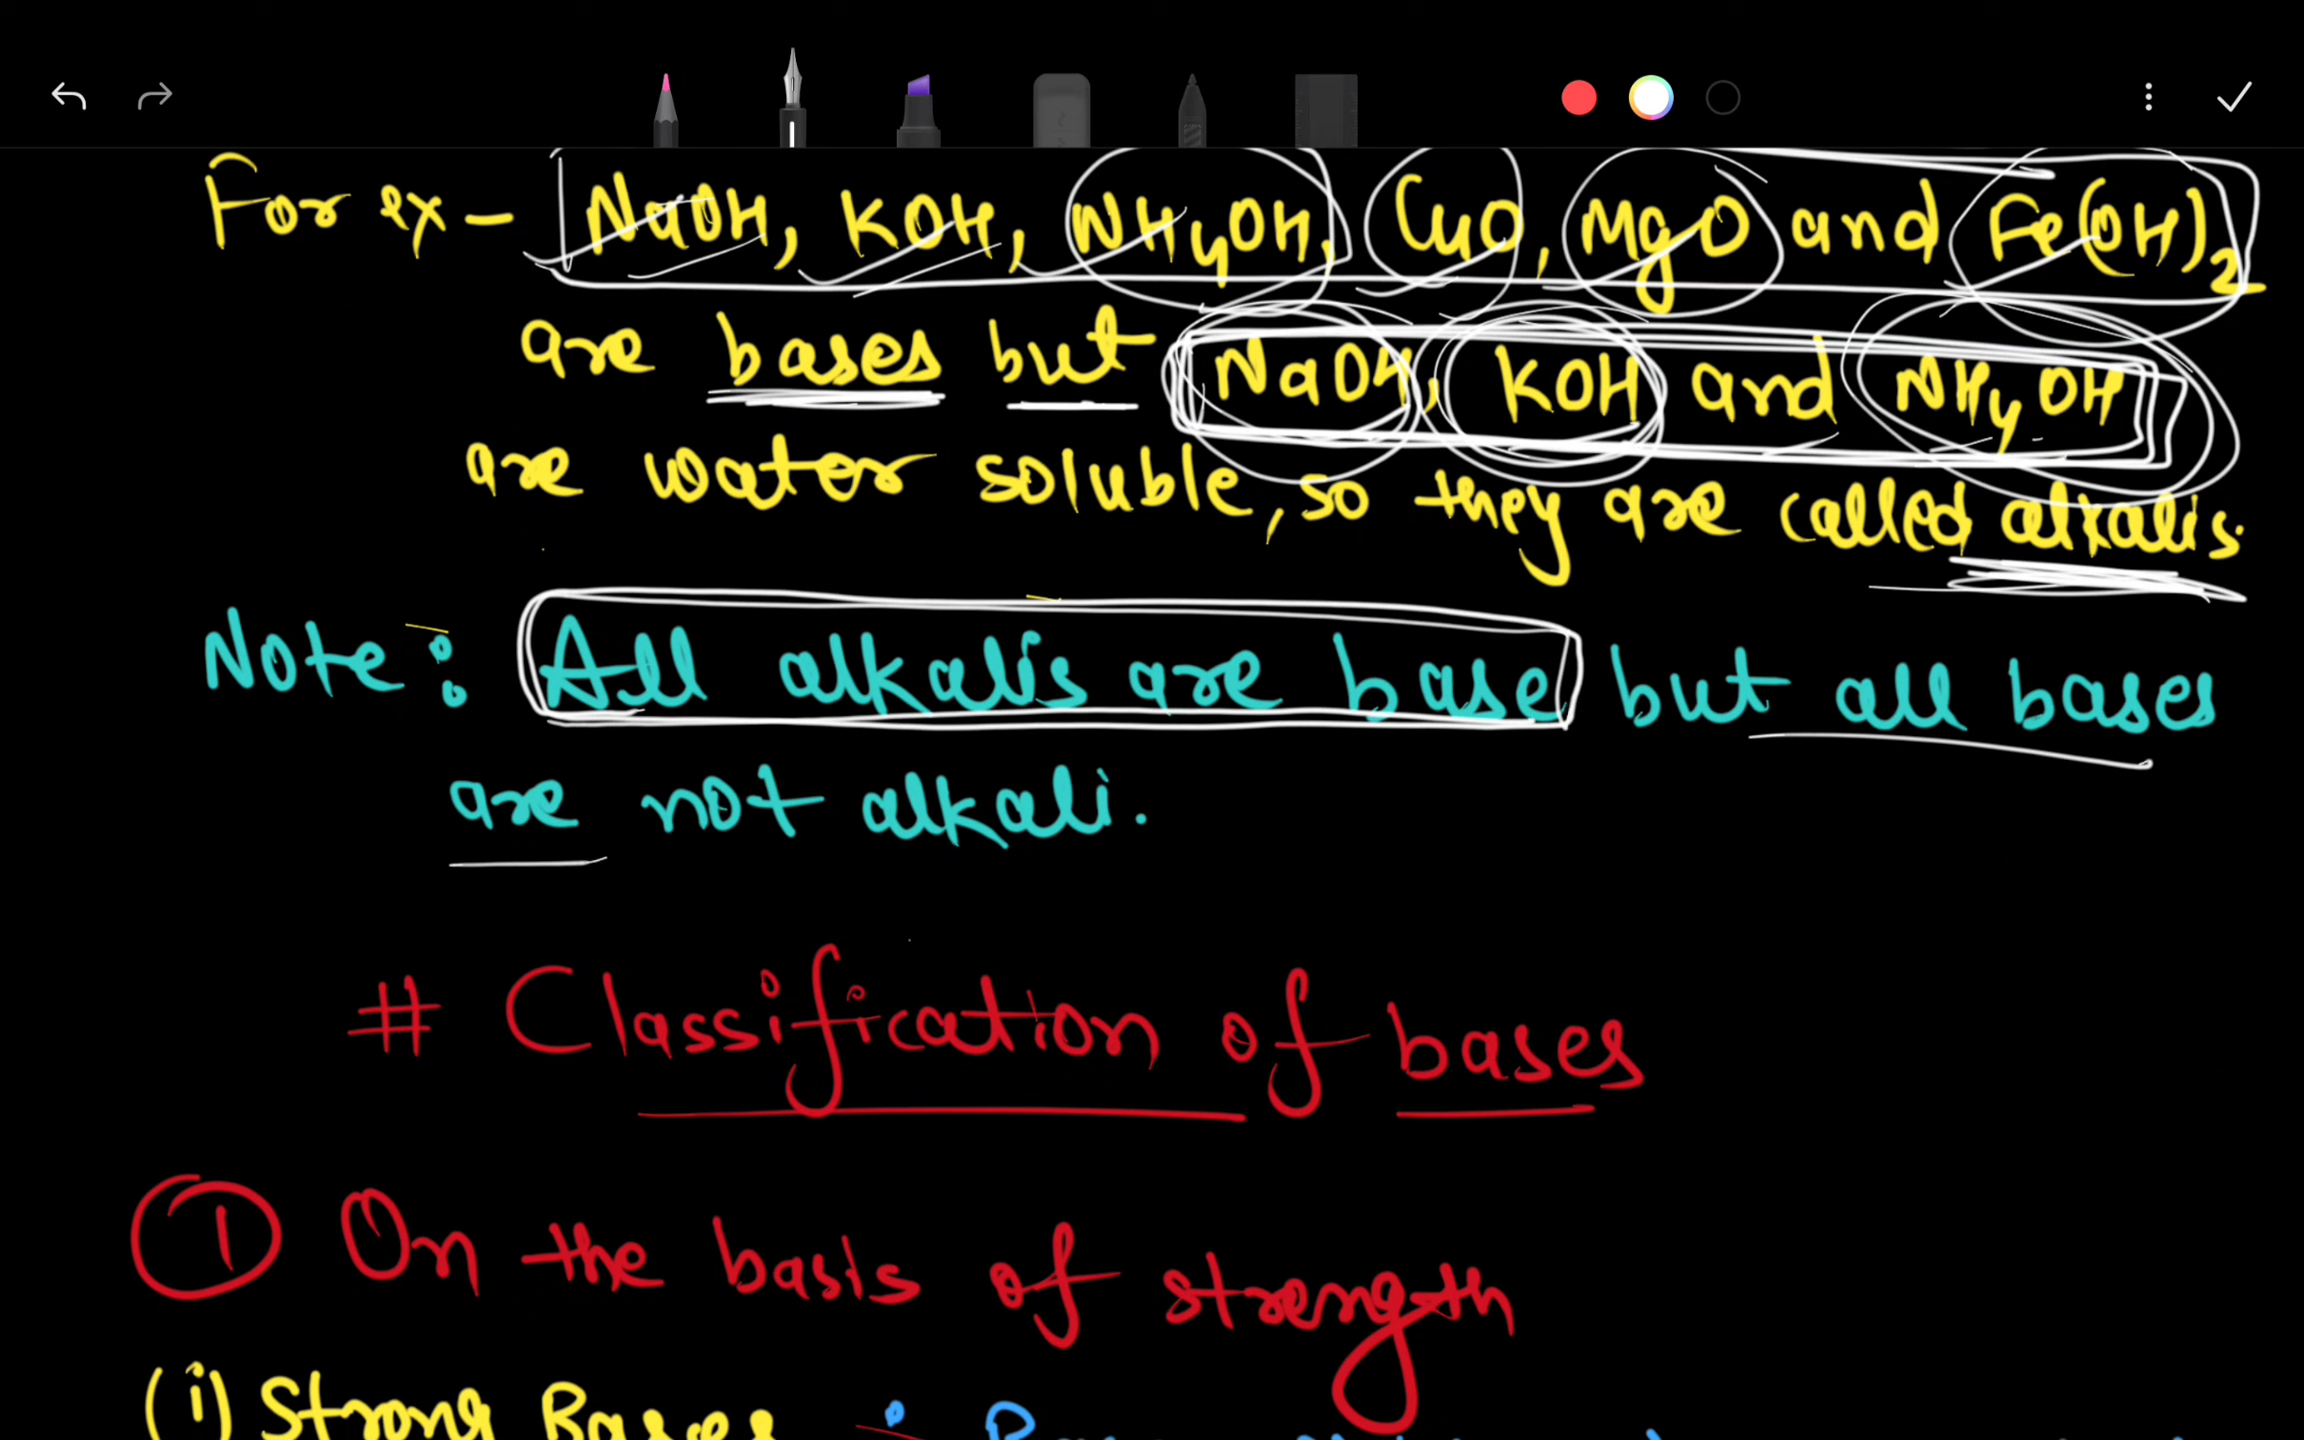 For ex - NaOH, KOH, NH4OH, CuO, MgO and Fe(OH)2
are bases but NaOH, KOH and NH4OH
are water soluble, so they are called alkalis.
Note: All alkalis are base but all bases
are not alkali.
# Classification of bases
1 On the basis of strength
(i) Strong Bases :